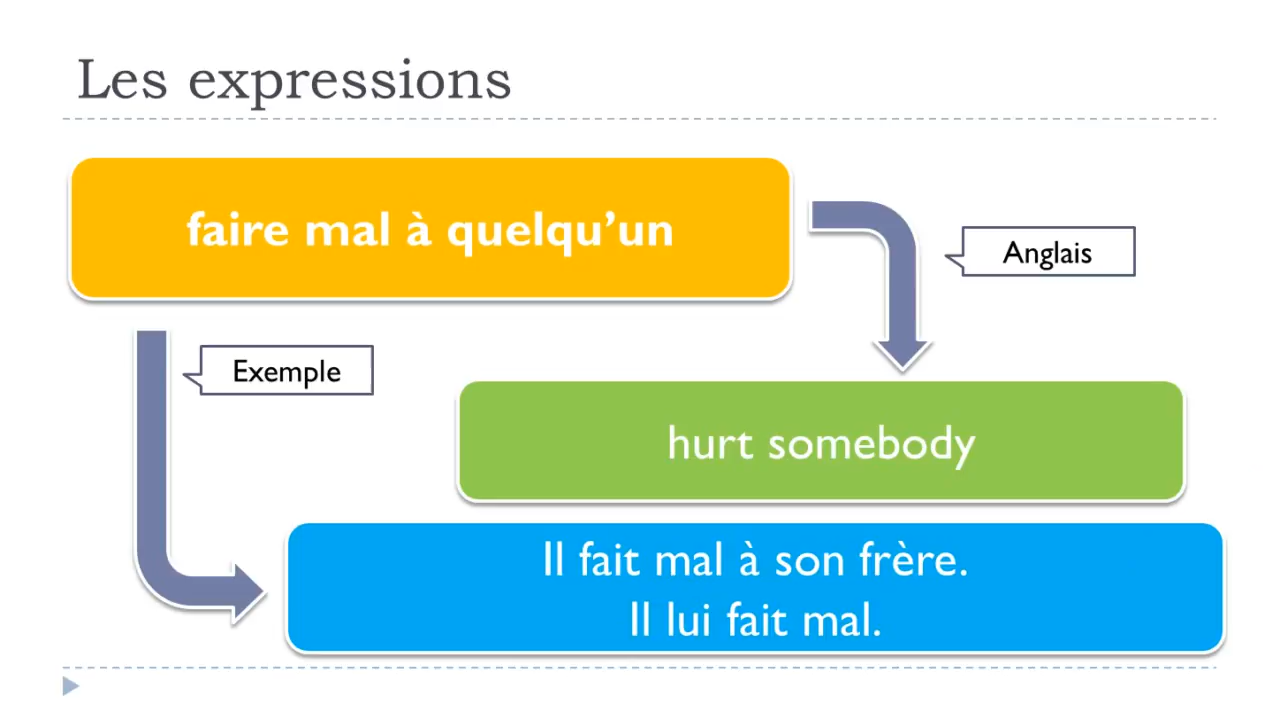 Les expressions
faire mal à quelqu’un
Anglais
Exemple
hurt somebody
Il fait mal à son frère.
Il lui fait mal.